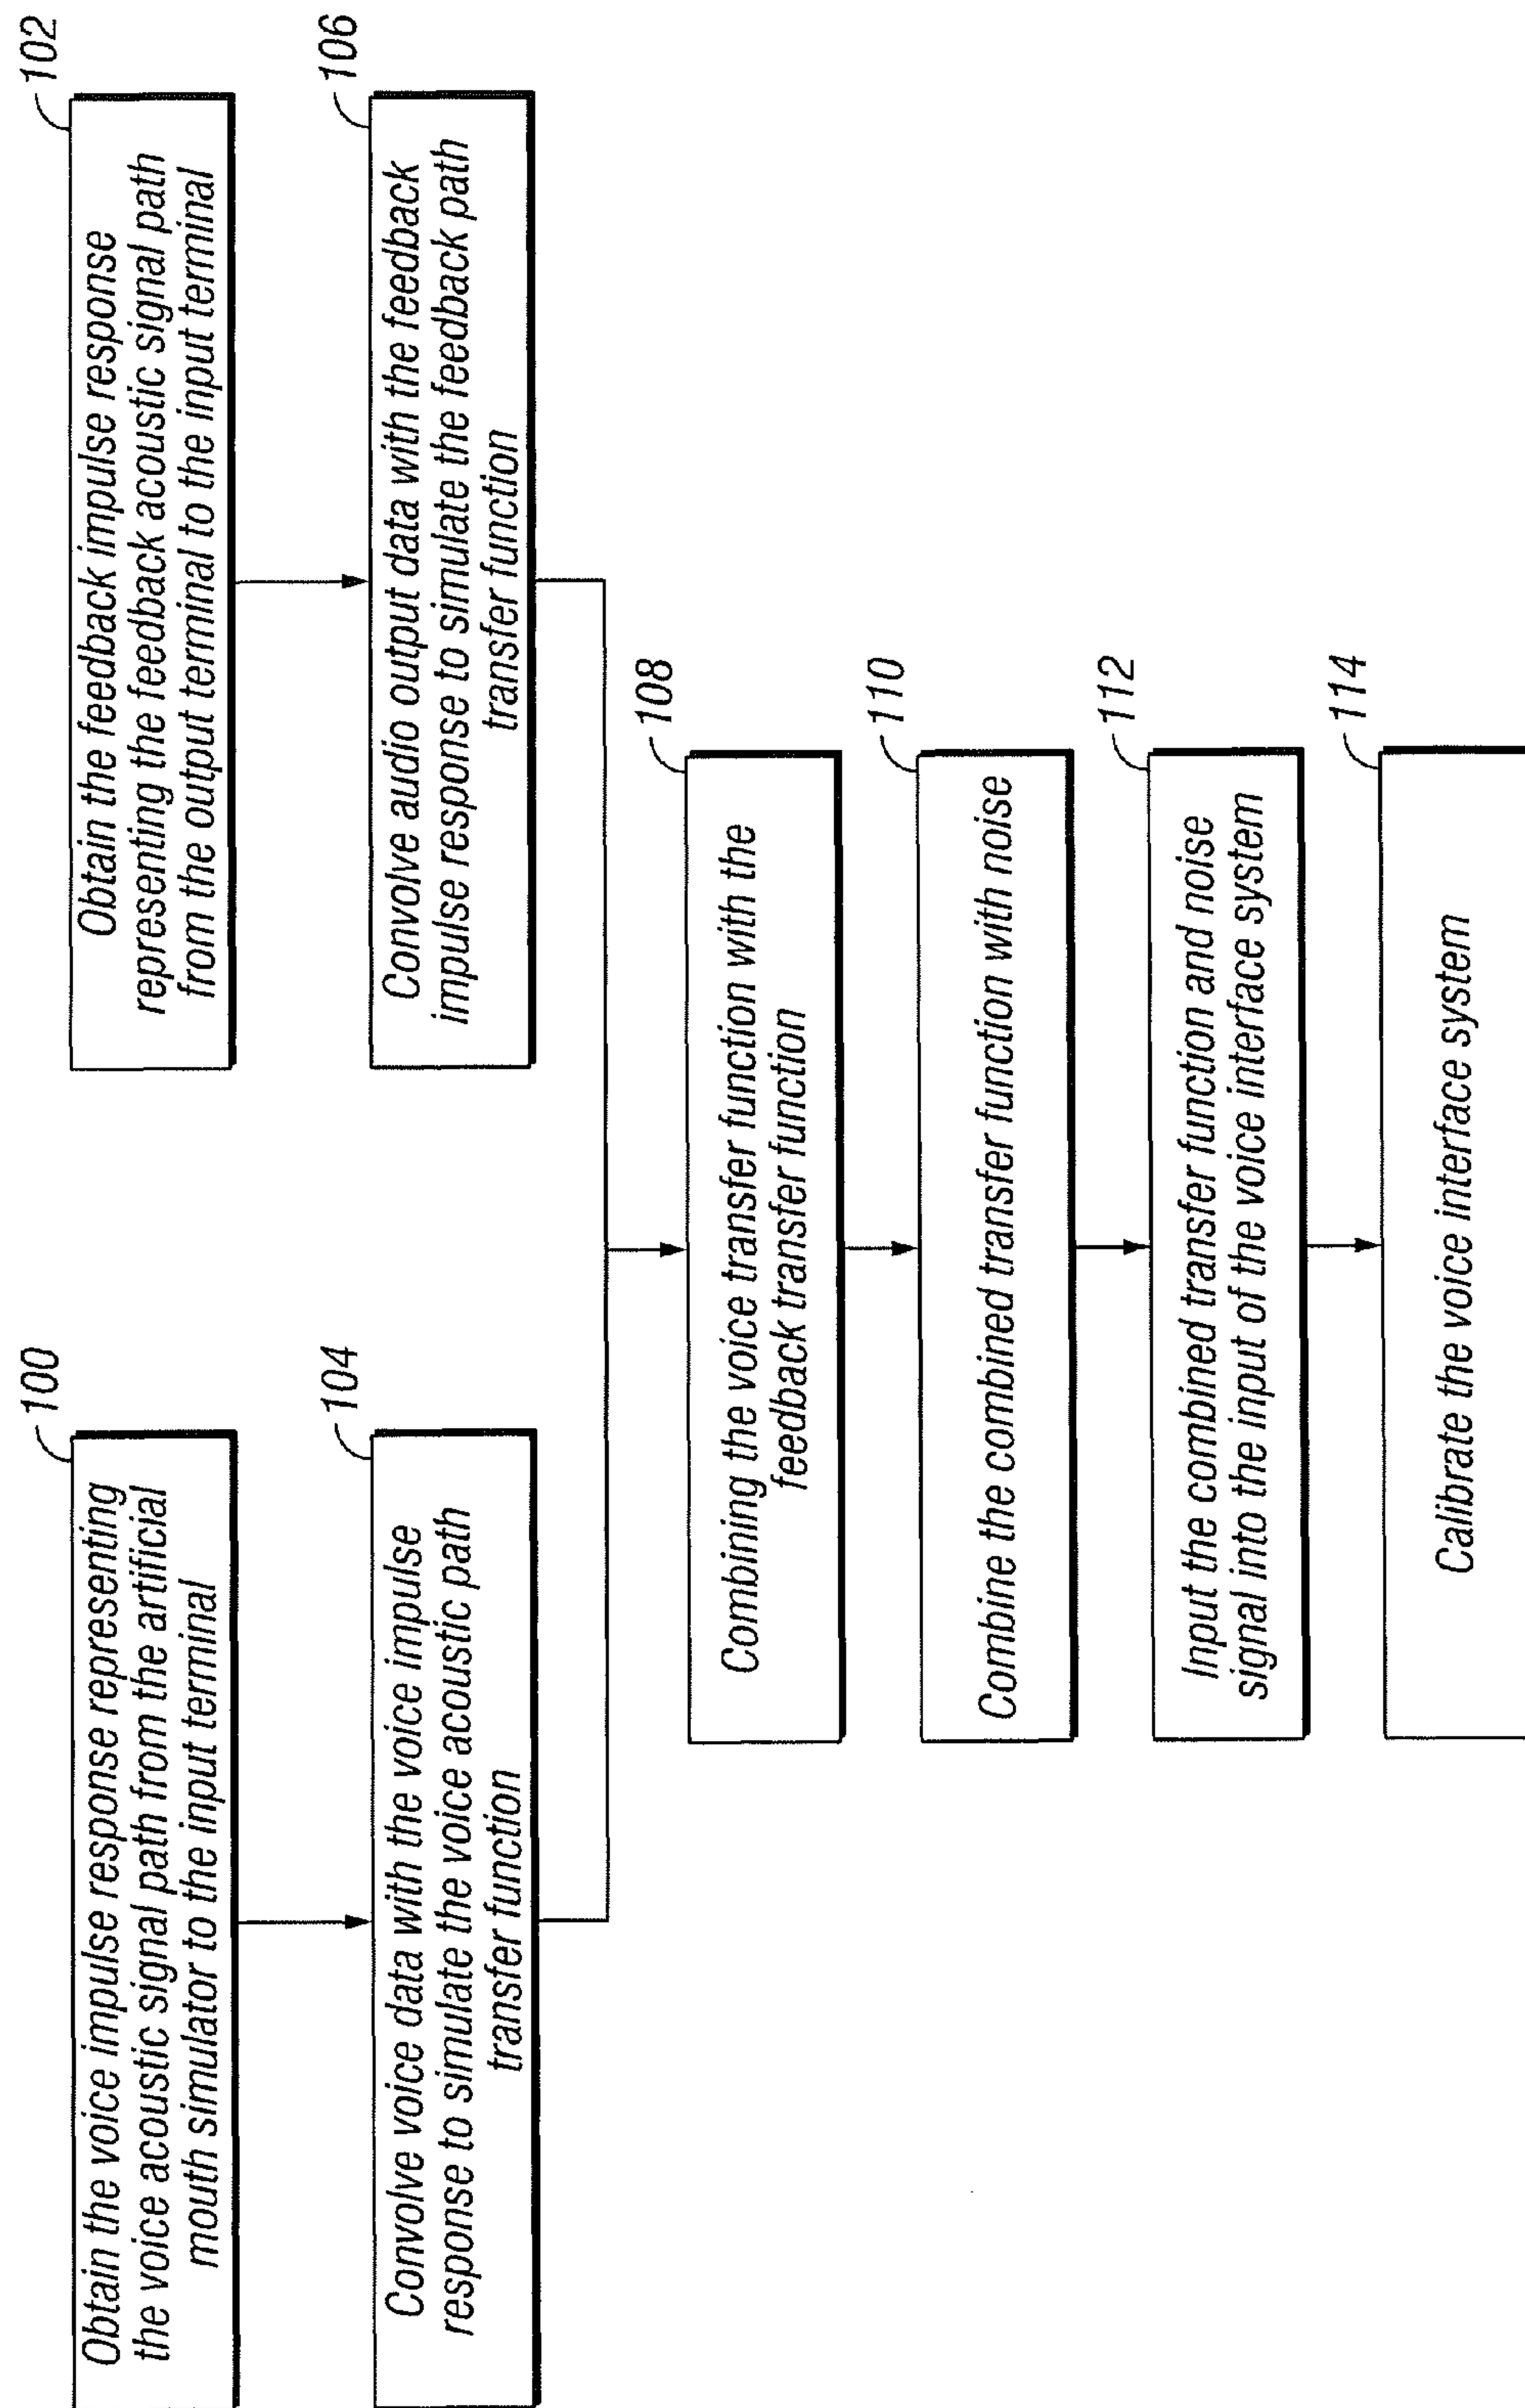 100
Obtain the voice impulse response representing
the voice acoustic signal path from the artificial
mouth simulator to the input terminal
102
Obtain the feedback impulse response
representing the feedback acoustic signal path
from the output terminal to the input terminal
104
Convolve voice data with the voice impulse
response to simulate the voice acoustic path
transfer function
106
Convolve audio output data with the feedback
impulse response to simulate the feedback path
transfer function
108
Combining the voice transfer function with the
feedback transfer function
110
Combine the combined transfer function with noise
112
Input the combined transfer function and noise
signal into the input of the voice interface system
114
Calibrate the voice interface system